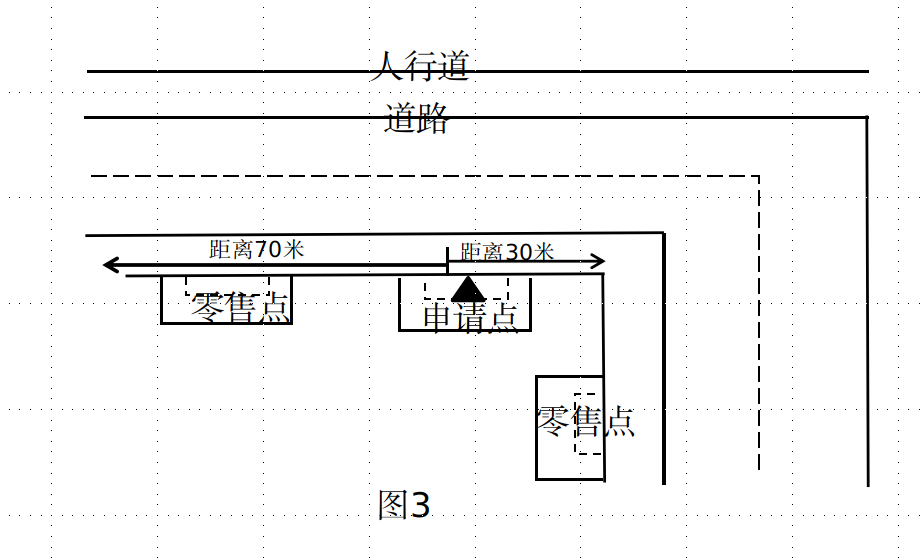 人行道
道路
距离70米
距离30米
零售点
申请点
零售点
图3